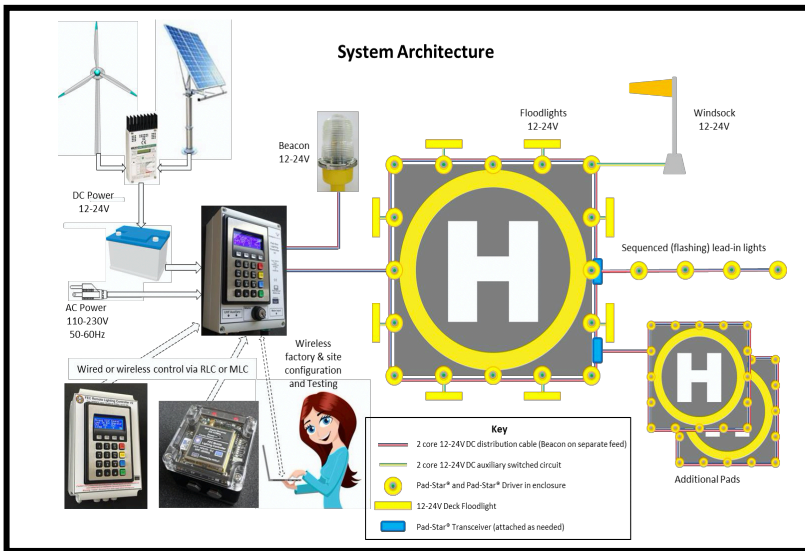 System Architecture
DC Power
12-24V
Beacon
12-24V
Floodlights
12-24V
Windsock
12-24V
H
Sequenced (flashing) lead-in lights
AC Power
110-230V
50-60Hz
Wired or wireless control via RLC or MLC
Wireless
factory & site
configuration
and Testing
H
Additional Pads
Key
2 core 12-24V DC distribution cable (Beacon on separate feed)
2 core 12-24V DC auxiliary switched circuit
Pad-Star® and Pad-Star® Driver in enclosure
12-24V Deck Floodlight
Pad-Star® Transceiver (attached as needed)